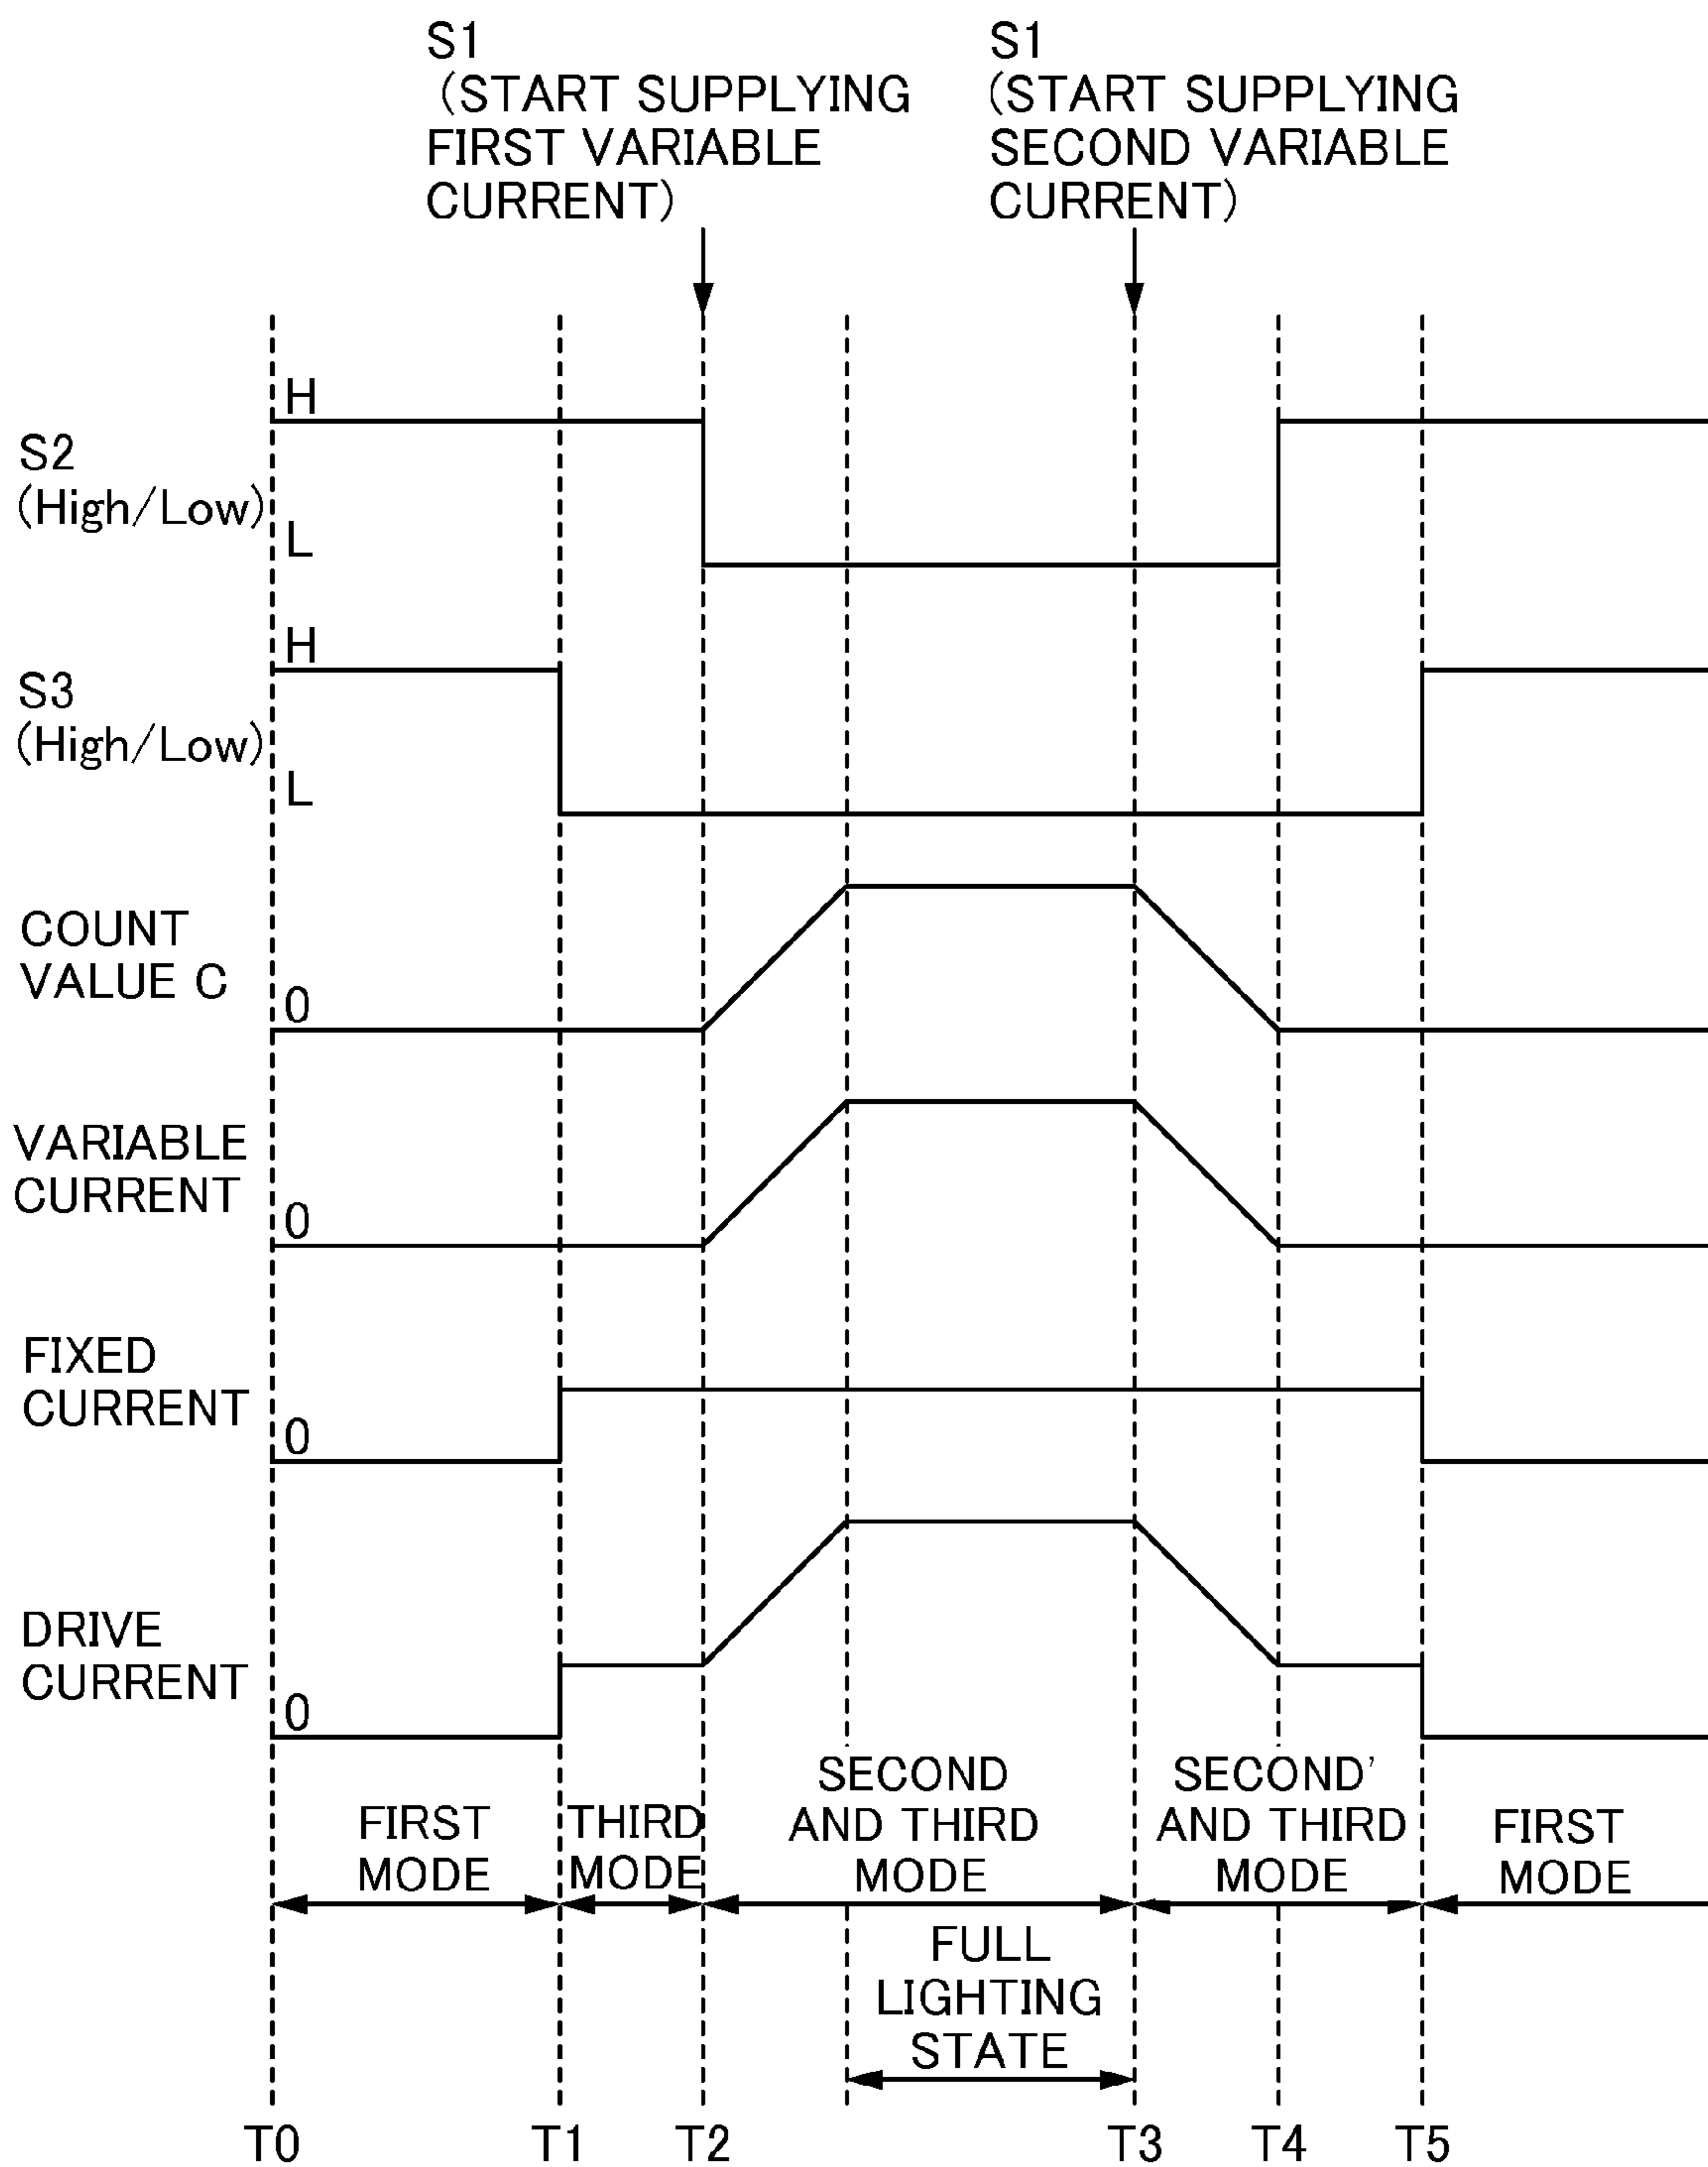 S1
(START SUPPLYING
FIRST VARIABLE
CURRENT)
S1
(START SUPPLYING
SECOND VARIABLE
CURRENT)
H
S2
(High/Low)
L
H
S3
(High/Low)
L
COUNT
VALUE C
0
VARIABLE
CURRENT
0
FIXED
CURRENT
0
DRIVE
CURRENT
0
FIRST
MODE
THIRD
MODE
SECOND
AND THIRD
MODE
SECOND'
AND THIRD
MODE
FIRST
MODE
FULL
LIGHTING
STATE
T0
T1
T2
T3
T4
T5